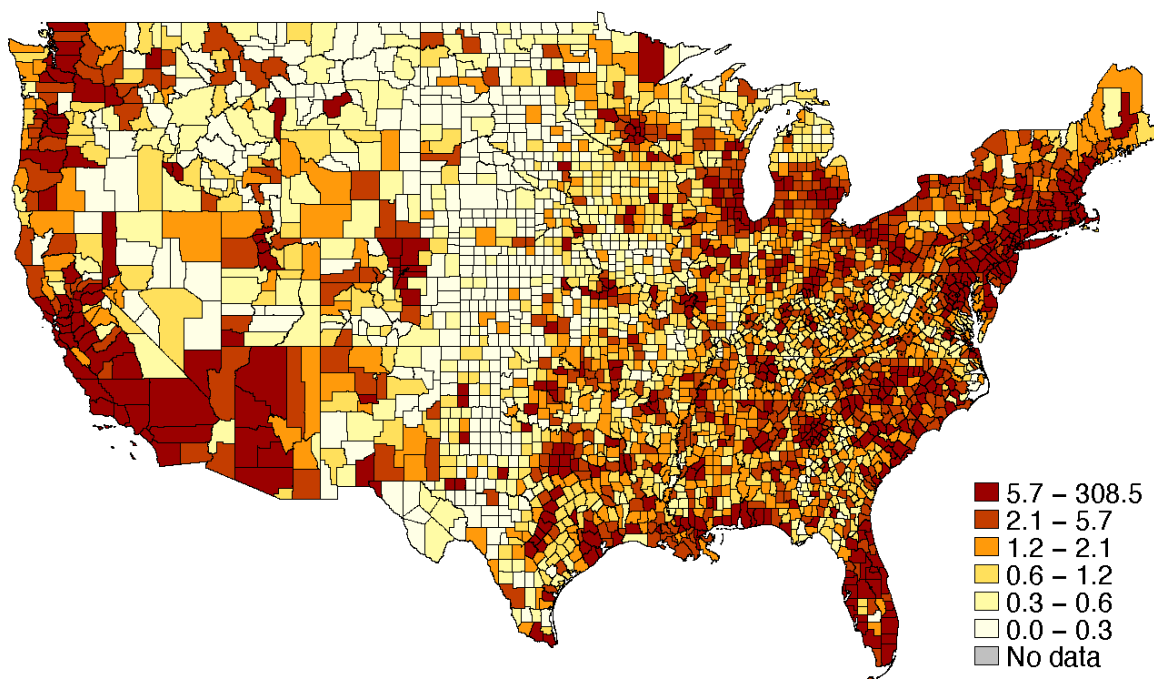 5.7 – 308.5
2.1 – 5.7
1.2 – 2.1
0.6 – 1.2
0.3 – 0.6
0.0 – 0.3
No data